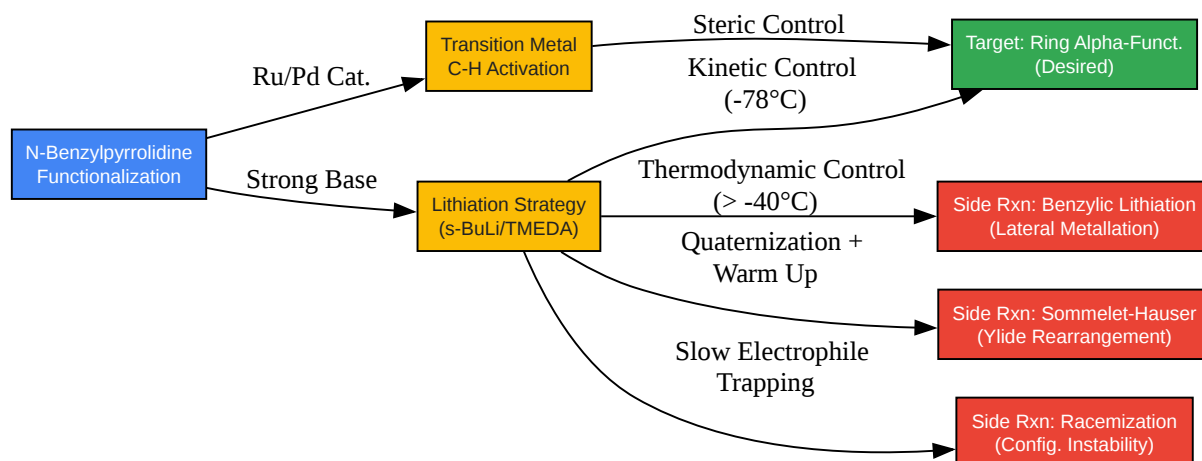 N-Benzylpyrrolidine
Functionalization
Ru/Pd Cat.
Strong Base
Transition Metal
C-H Activation
Lithiation Strategy
(s-BuLi/TMEDA)
Steric Control
Kinetic Control
(-78°C)
Thermodynamic Control
(> -40°C)
Quaternization +
Warm Up
Slow Electrophile
Trapping
Target: Ring Alpha-Funct.
(Desired)
Side Rxn: Benzylic Lithiation
(Lateral Metallation)
Side Rxn: Sommelet-Hauser
(Ylide Rearrangement)
Side Rxn: Racemization
(Config. Instability)